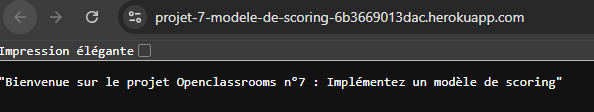 projet-7-modele-de-scoring-6b3669013dac.herokuapp.com
Impression élégante
"Bienvenue sur le projet Openclassrooms n°7 : Implémentez un modèle de scoring"